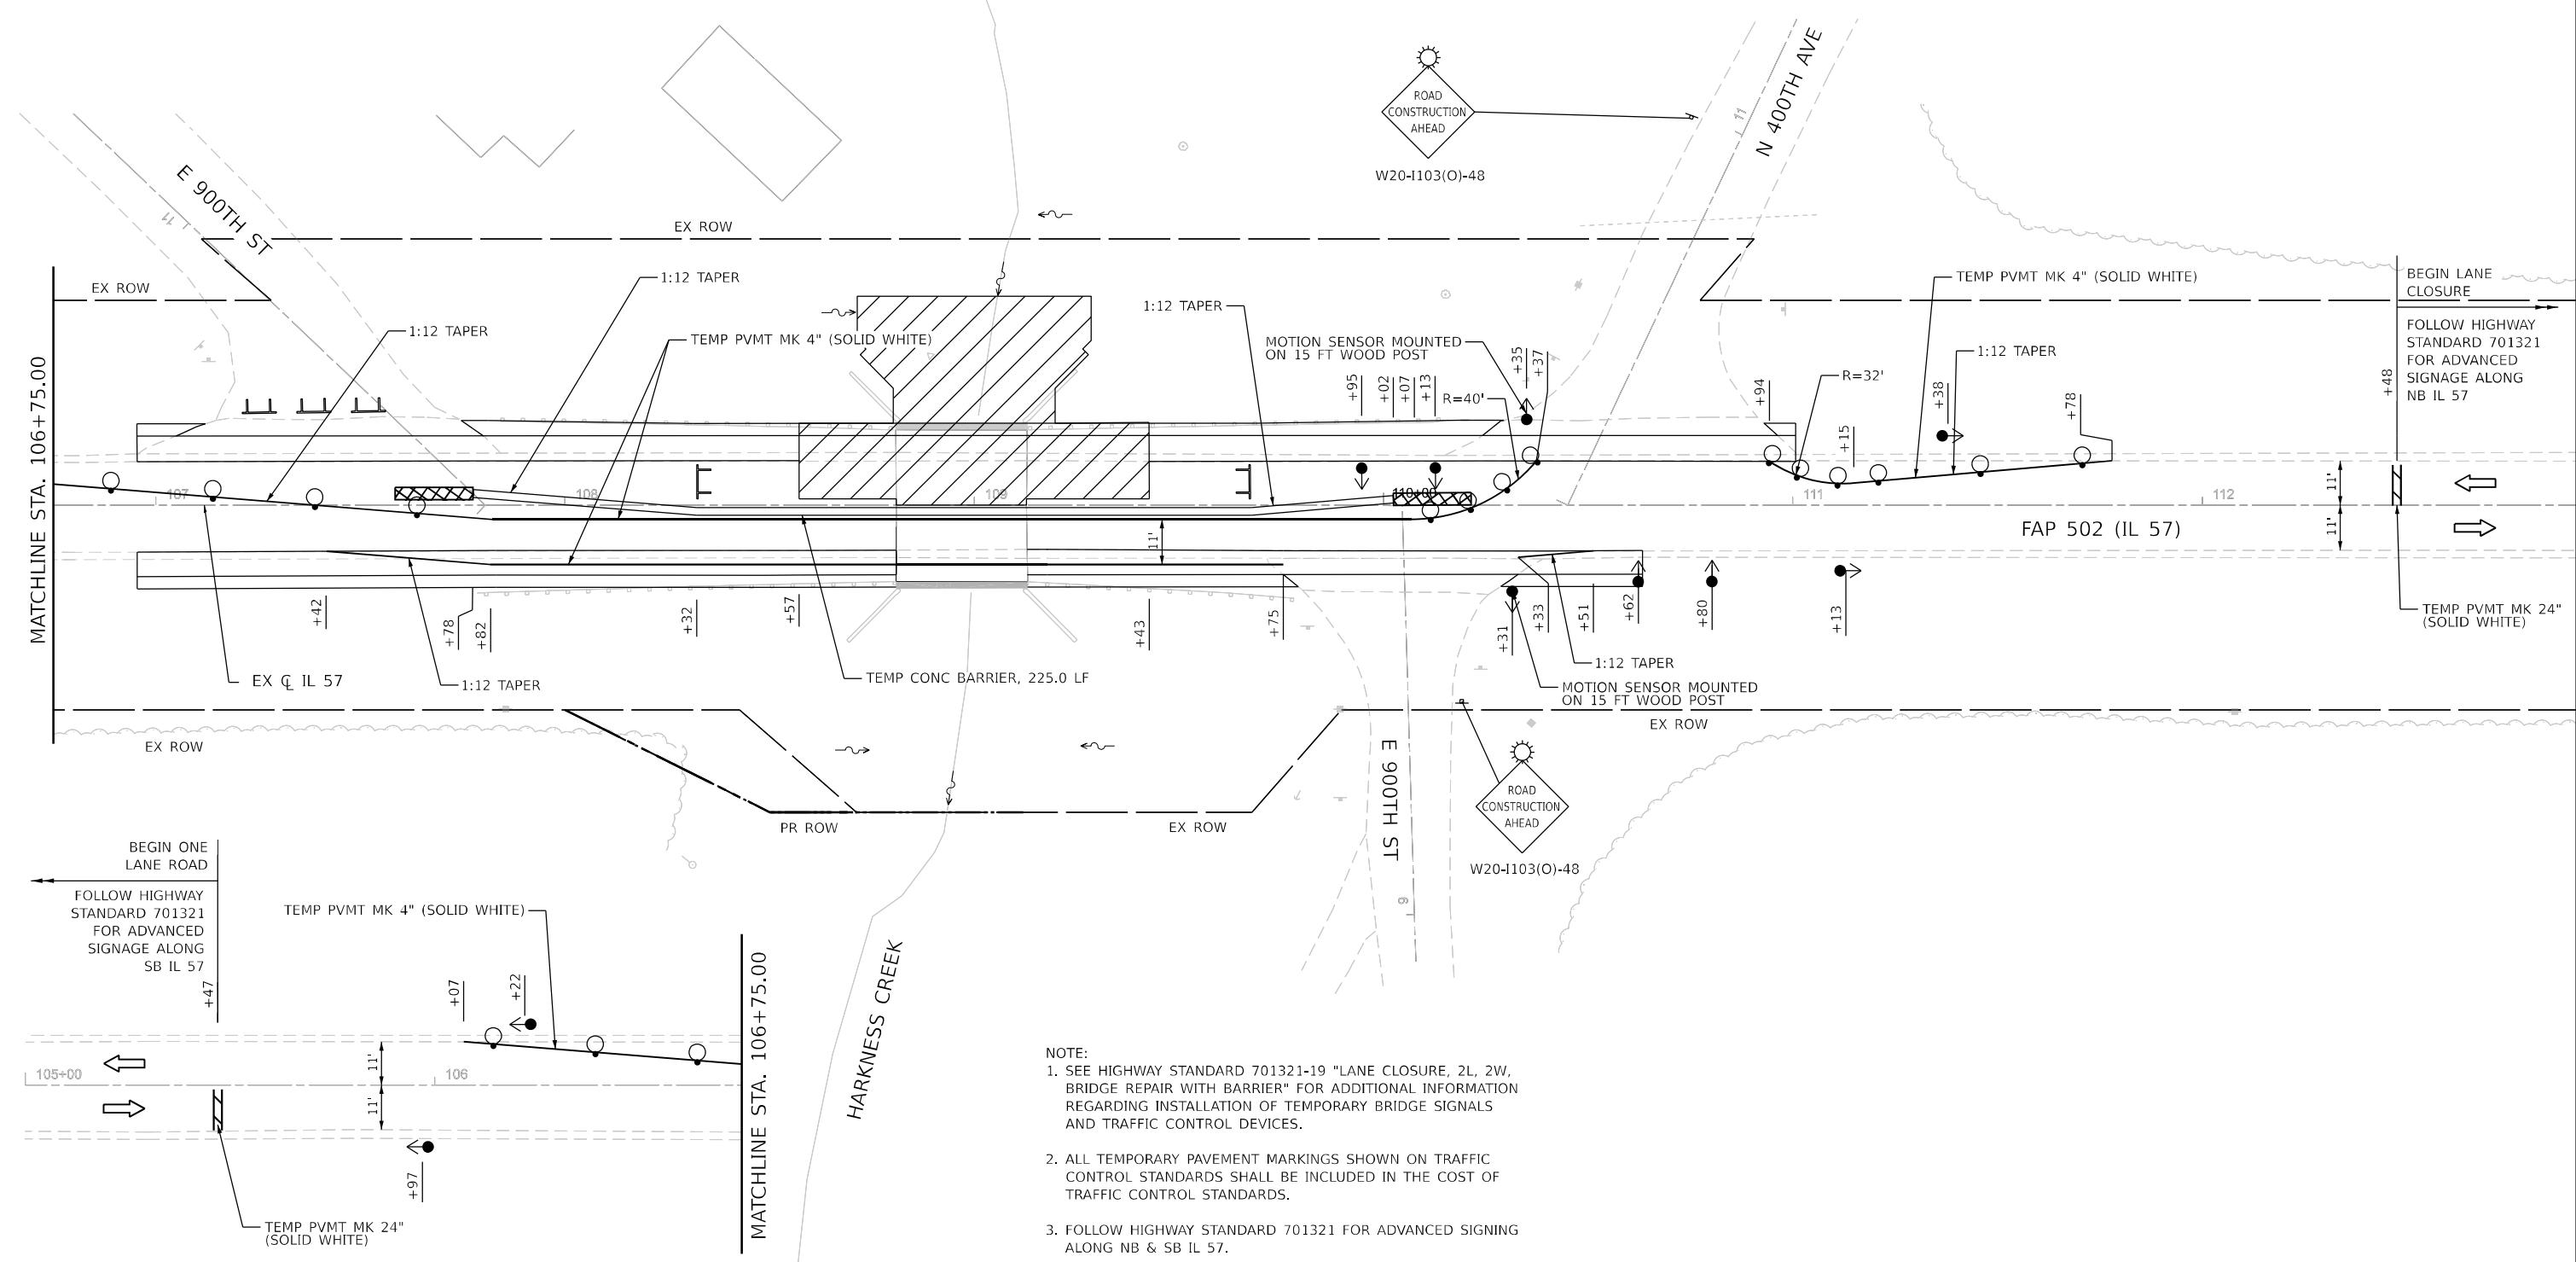 ROAD
CONSTRUCTION
AHEAD
W20-I103(O)-48
N 400TH AVE
11
E 900TH ST
11
EX ROW
EX ROW
1:12 TAPER
1:12 TAPER
TEMP PVMT MK 4" (SOLID WHITE)
1:12 TAPER
MOTION SENSOR MOUNTED
ON 15 FT WOOD POST
+95
+02
+07
+13
R=40'
+35
+37
TEMP PVMT MK 4" (SOLID WHITE)
1:12 TAPER
R=32'
+94
+15
+38
+78
+48
BEGIN LANE
CLOSURE
FOLLOW HIGHWAY
STANDARD 701321
FOR ADVANCED
SIGNAGE ALONG
NB IL 57
MATCHLINE STA. 106+75.00
107
108
109
110+00
111
112
11'
11'
11'
FAP 502 (IL 57)
+42
+78
+82
+32
+57
+43
+75
+31
+33
+51
+62
+80
+13
TEMP PVMT MK 24"
(SOLID WHITE)
EX CL IL 57
1:12 TAPER
TEMP CONC BARRIER, 225.0 LF
1:12 TAPER
MOTION SENSOR MOUNTED
ON 15 FT WOOD POST
EX ROW
EX ROW
PR ROW
EX ROW
E 900TH ST
9
ROAD
CONSTRUCTION
AHEAD
W20-I103(O)-48
BEGIN ONE
LANE ROAD
FOLLOW HIGHWAY
STANDARD 701321
FOR ADVANCED
SIGNAGE ALONG
SB IL 57
+47
TEMP PVMT MK 4" (SOLID WHITE)
+07
+22
105+00
106
11'
11'
+97
TEMP PVMT MK 24"
(SOLID WHITE)
MATCHLINE STA. 106+75.00
HARKNESS CREEK
NOTE:
1. SEE HIGHWAY STANDARD 701321-19 "LANE CLOSURE, 2L, 2W,
BRIDGE REPAIR WITH BARRIER" FOR ADDITIONAL INFORMATION
REGARDING INSTALLATION OF TEMPORARY BRIDGE SIGNALS
AND TRAFFIC CONTROL DEVICES.
2. ALL TEMPORARY PAVEMENT MARKINGS SHOWN ON TRAFFIC
CONTROL STANDARDS SHALL BE INCLUDED IN THE COST OF
TRAFFIC CONTROL STANDARDS.
3. FOLLOW HIGHWAY STANDARD 701321 FOR ADVANCED SIGNING
ALONG NB & SB IL 57.